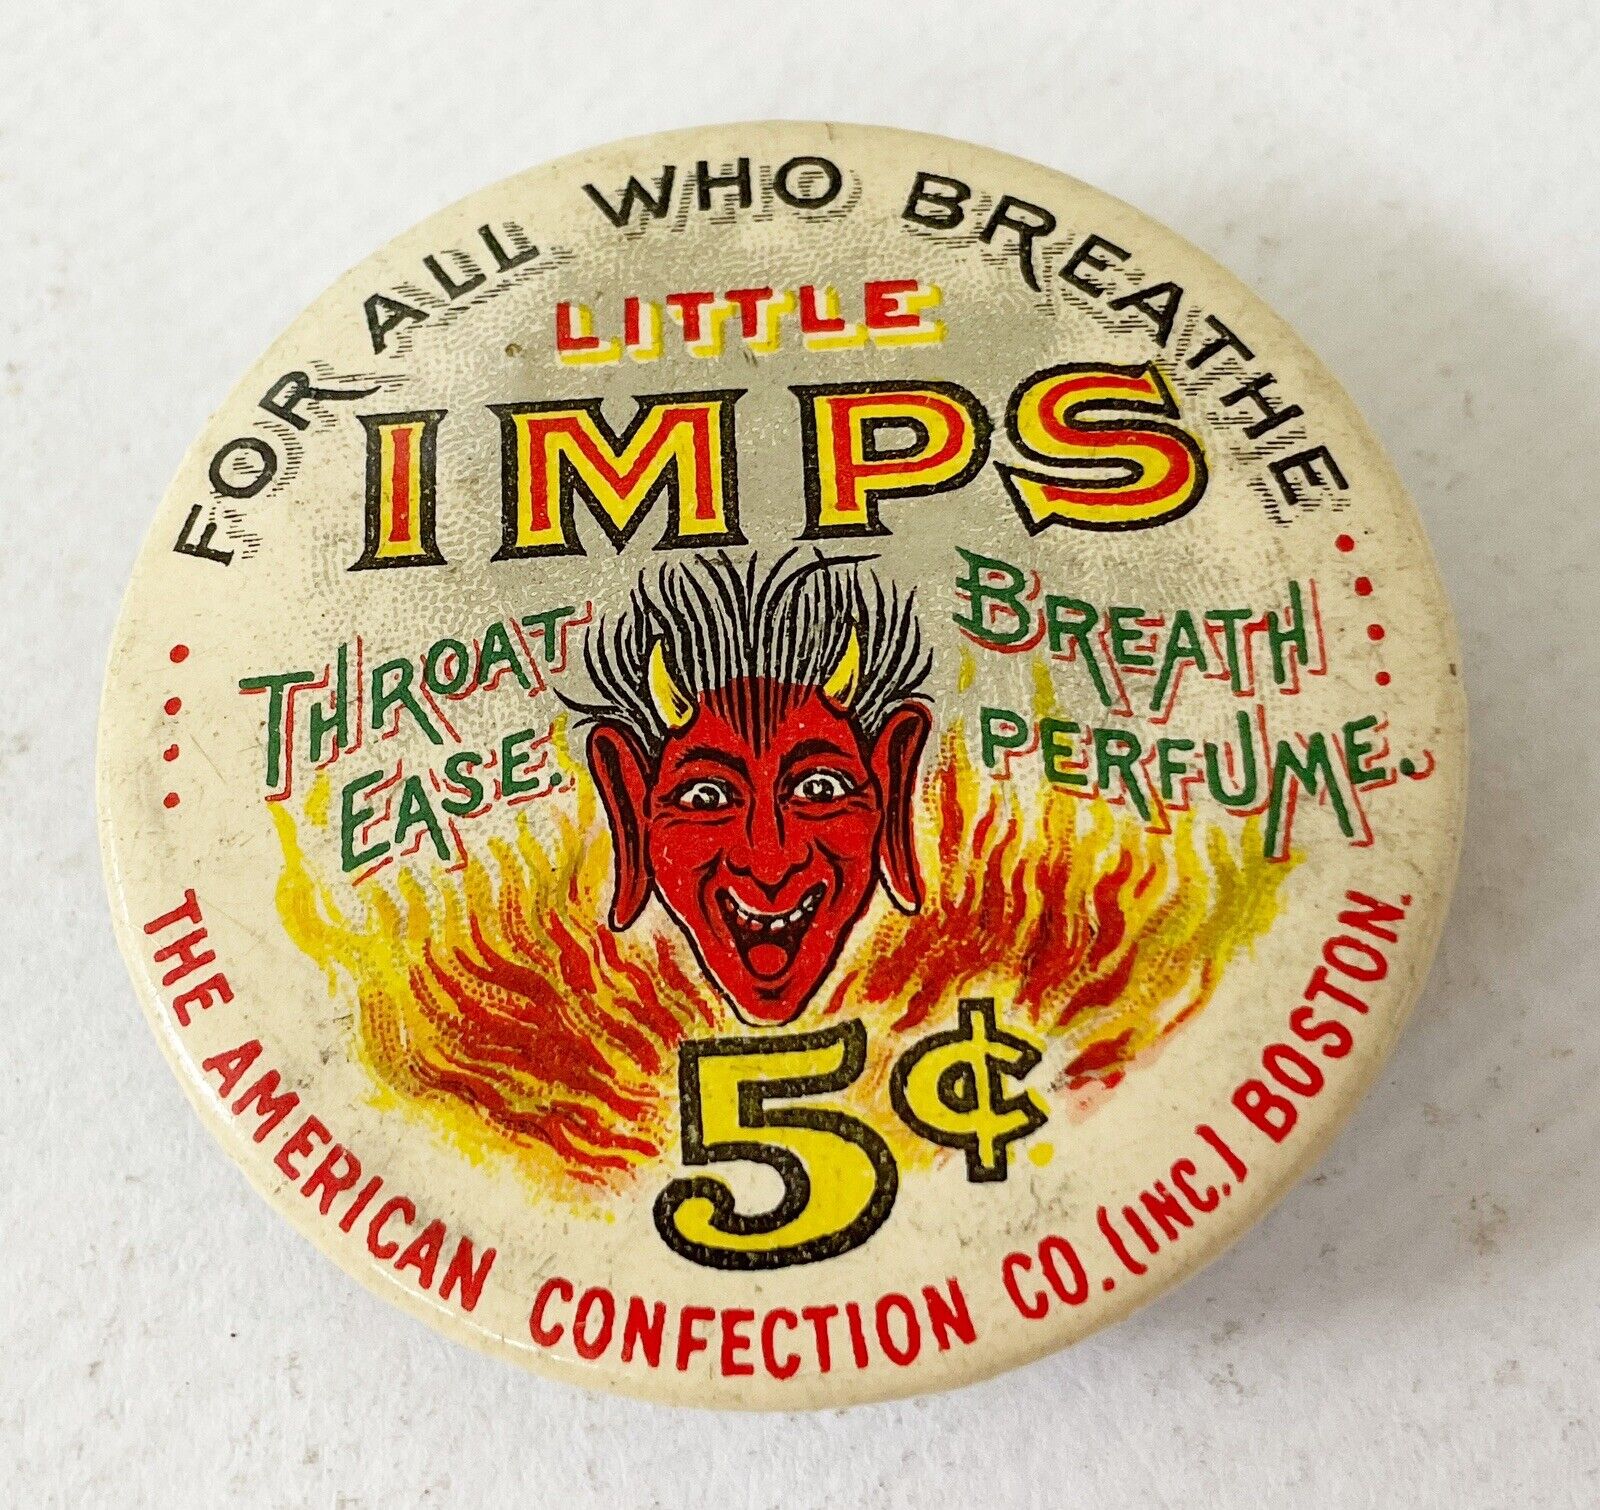 FOR ALL WHO BREATHE
LITTLE
IMPS
THROAT
EASE.
BREATH
PERFUME.
5¢
THE AMERICAN CONFECTION CO. (INC.) BOSTON.